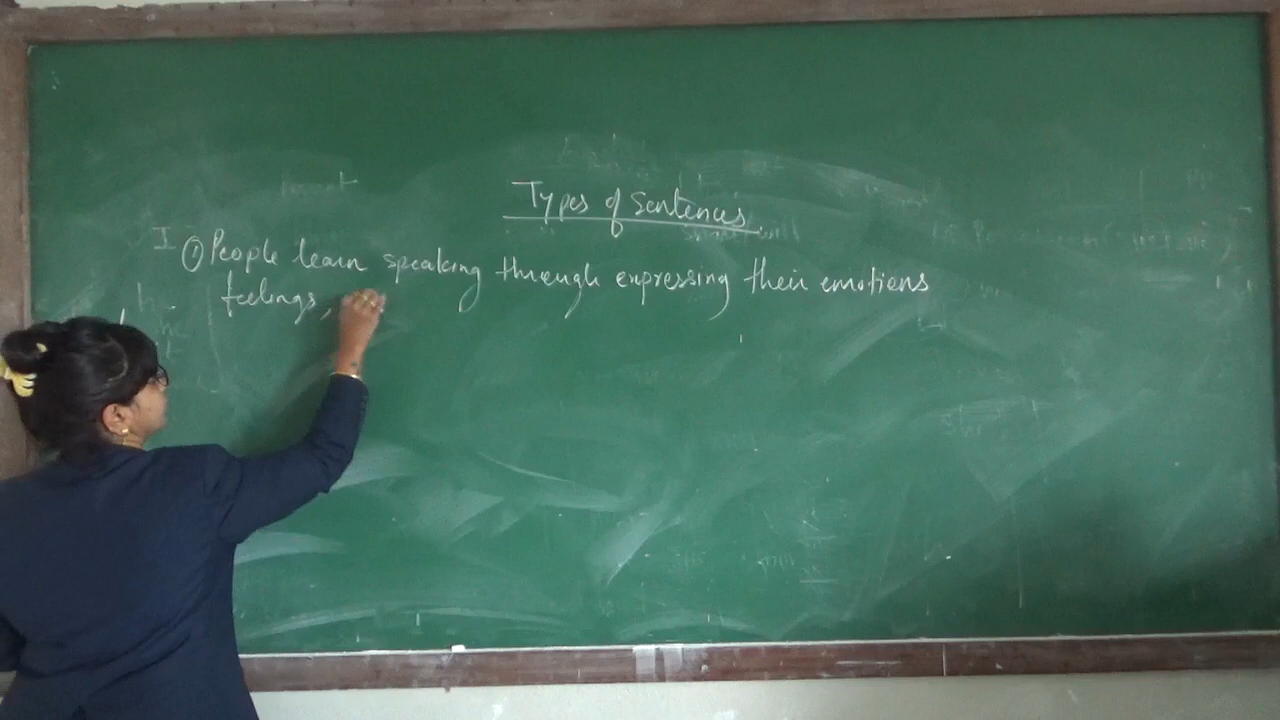 Types of Sentences
I ① People learn speaking through expressing their emotions
feelings,